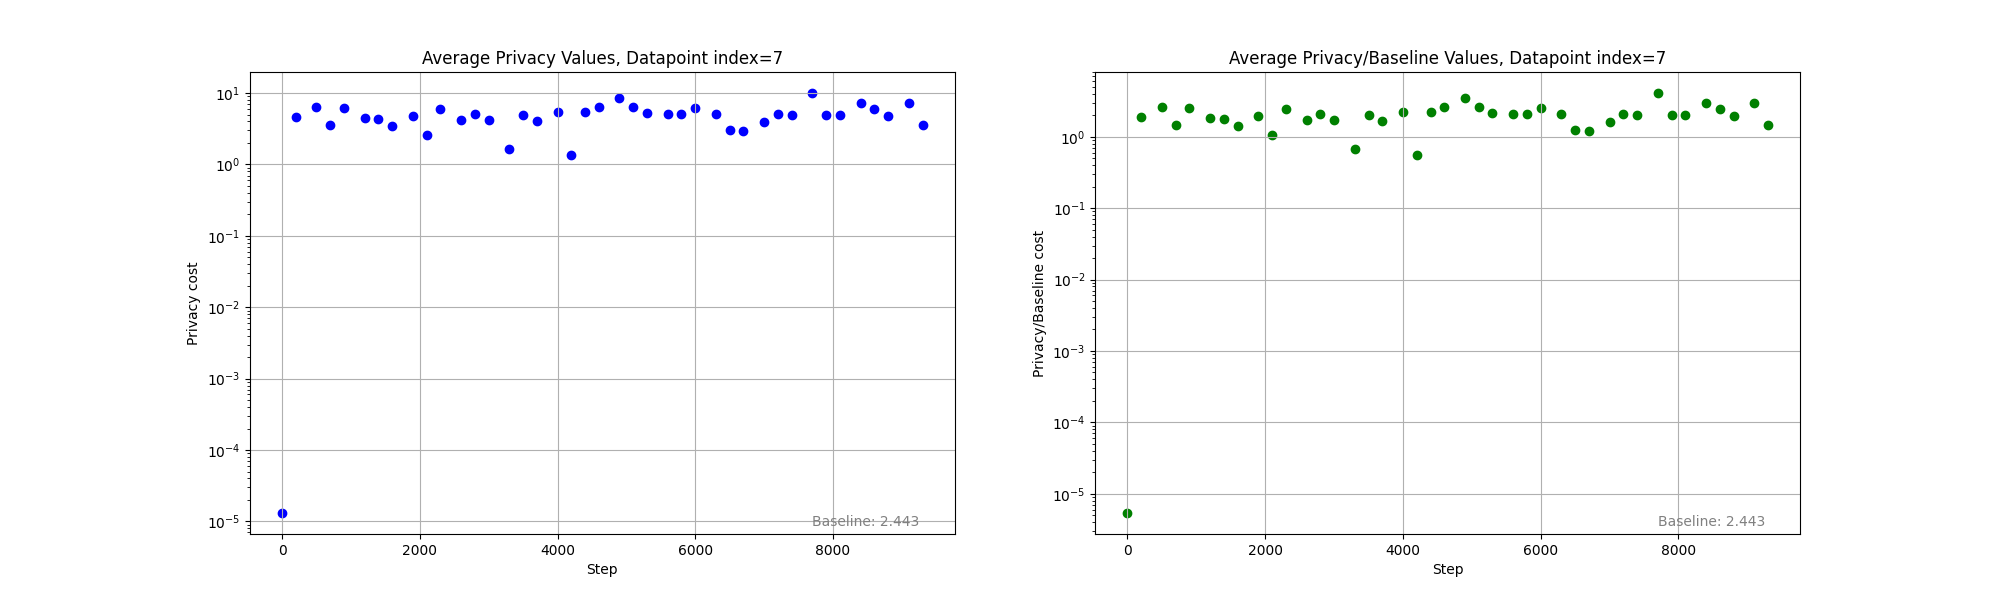 Average Privacy Values, Datapoint index=7
Privacy cost
10¹
10⁰
10⁻¹
10⁻²
10⁻³
10⁻⁴
10⁻⁵
Baseline: 2.443
0 2000 4000 6000 8000
Step
Average Privacy/Baseline Values, Datapoint index=7
Privacy/Baseline cost
10⁰
10⁻¹
10⁻²
10⁻³
10⁻⁴
10⁻⁵
Baseline: 2.443
0 2000 4000 6000 8000
Step